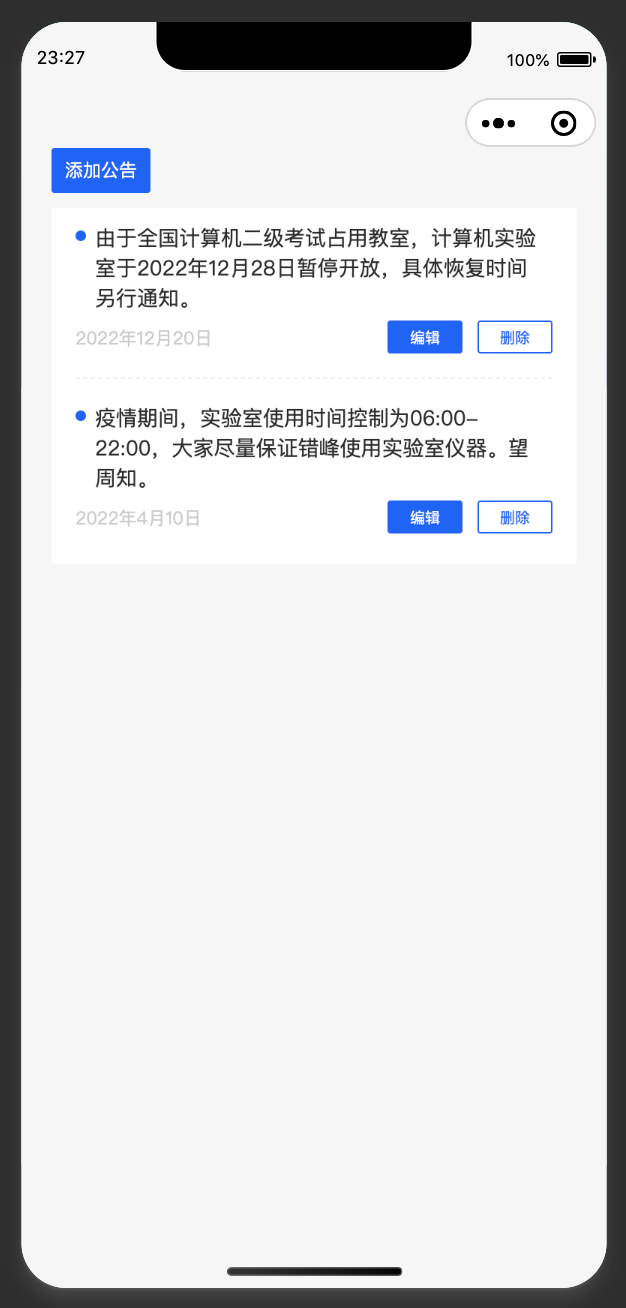 23:27
100%
添加公告
由于全国计算机二级考试占用教室，计算机实验
室于2022年12月28日暂停开放，具体恢复时间
另行通知。
2022年12月20日 编辑 删除
疫情期间，实验室使用时间控制为06:00–
22:00，大家尽量保证错峰使用实验室仪器。望
周知。
2022年4月10日 编辑 删除